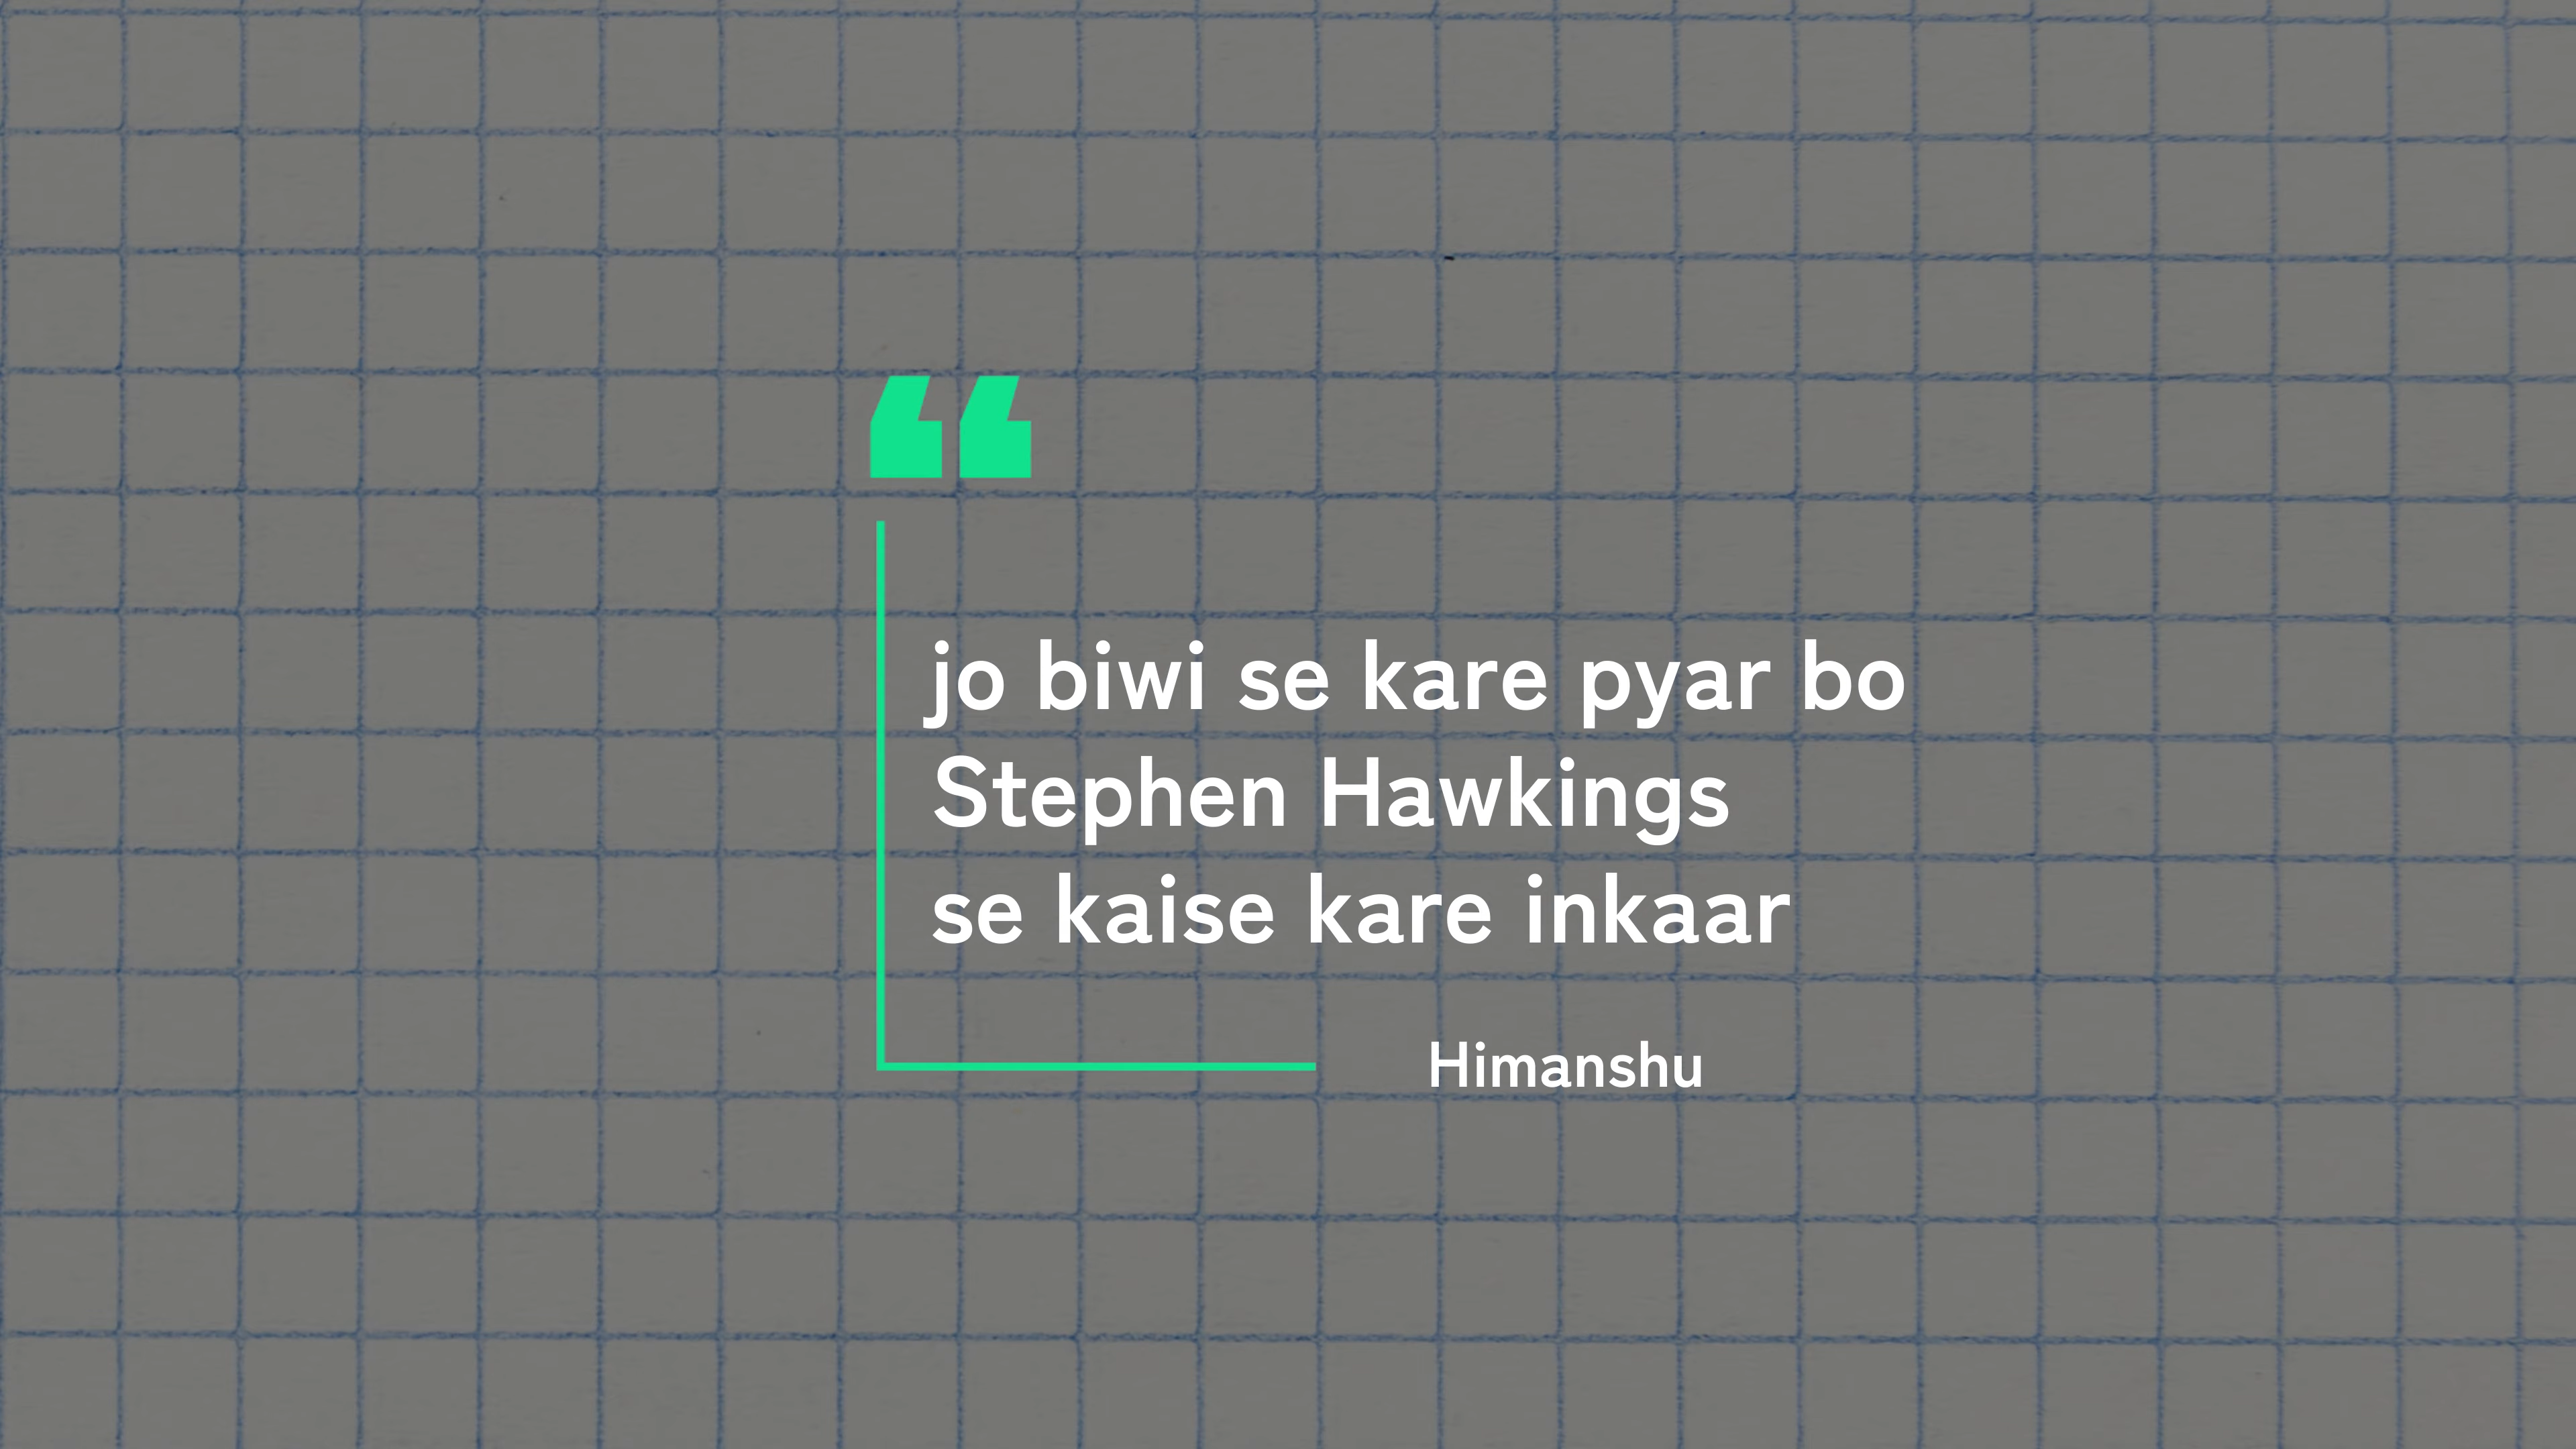 “
jo biwi se kare pyar bo
Stephen Hawkings
se kaise kare inkaar
Himanshu